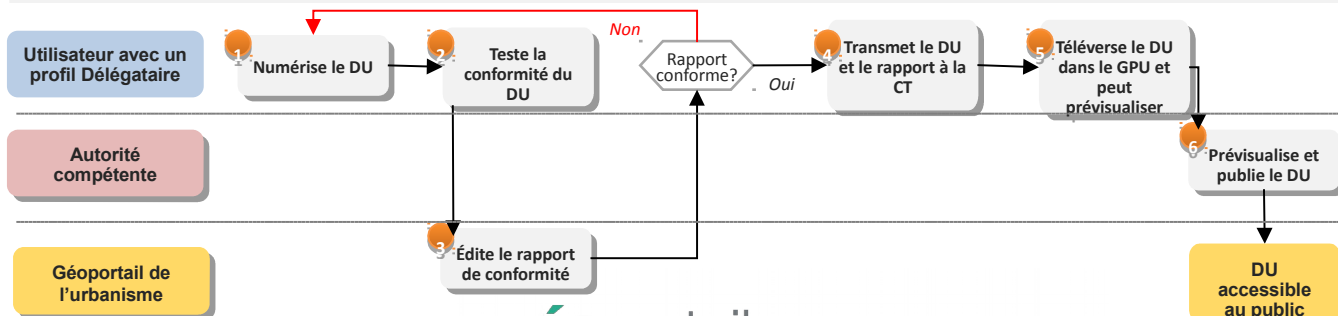 Non
Utilisateur avec un
profil Délégataire
1
Numérise le DU
2
Teste la
conformité du
DU
Rapport
conforme?
Oui
4
Transmet le DU
et le rapport à la
CT
5
Téléverse le DU
dans le GPU et
peut
prévisualiser
Autorité
compétente
6
Prévisualise et
publie le DU
Géoportail de
l’urbanisme
3
Édite le rapport
de conformité
DU
accessible
au public